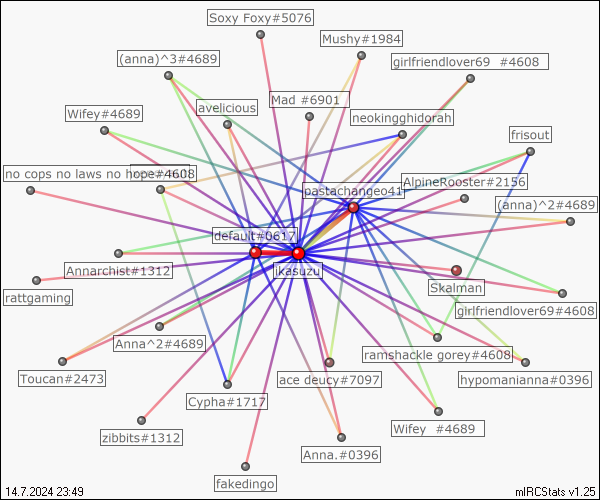 Soxy Foxy#5076
Mushy#1984
(anna)^3#4689
girlfriendlover69 #4608
avelicious
Mad #6901
Wifey#4689
neokingghidorah
frisout
no cops no laws no hope#4608
pastachangeo41
AlpineRooster#2156
(anna)^2#4689
default#0617
Annarchist#1312
ikasuzu
Skalman
rattgaming
girlfriendlover69#4608
Anna^2#4689
ramshackle gorey#4608
Toucan#2473
ace deucy#7097
hypomanianna#0396
Cypha#1717
Wifey #4689
zibbits#1312
Anna.#0396
fakedingo
14.7.2024 23:49
mIRCStats v1.25